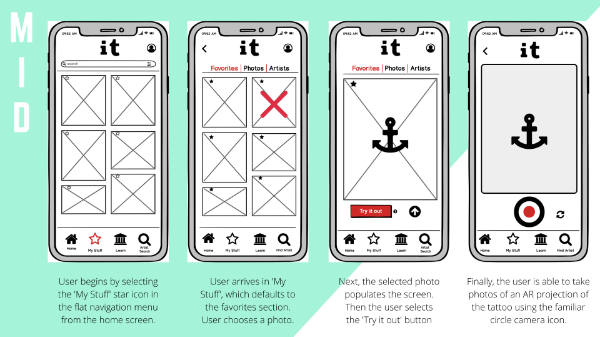 M
I
D
09:42 AM
it
search
Home
My Stuff
Learn
Artist
Search
User begins by selecting
the 'My Stuff' star icon in
the flat navigation menu
from the home screen.
09:42 AM
it
Favorites | Photos | Artists
Home
My Stuff
Learn
Find Artist
User arrives in 'My
Stuff', which defaults to
the favorites section.
User chooses a photo.
09:42 AM
it
Favorites | Photos | Artists
Try it out
Home
My Stuff
Learn
Find Artist
Next, the selected photo
populates the screen.
Then the user selects
the 'Try it out' button
09:42 AM
it
Home
My Stuff
Learn
Find Artist
Finally, the user is able to take
photos of an AR projection of
the tattoo using the familiar
circle camera icon.